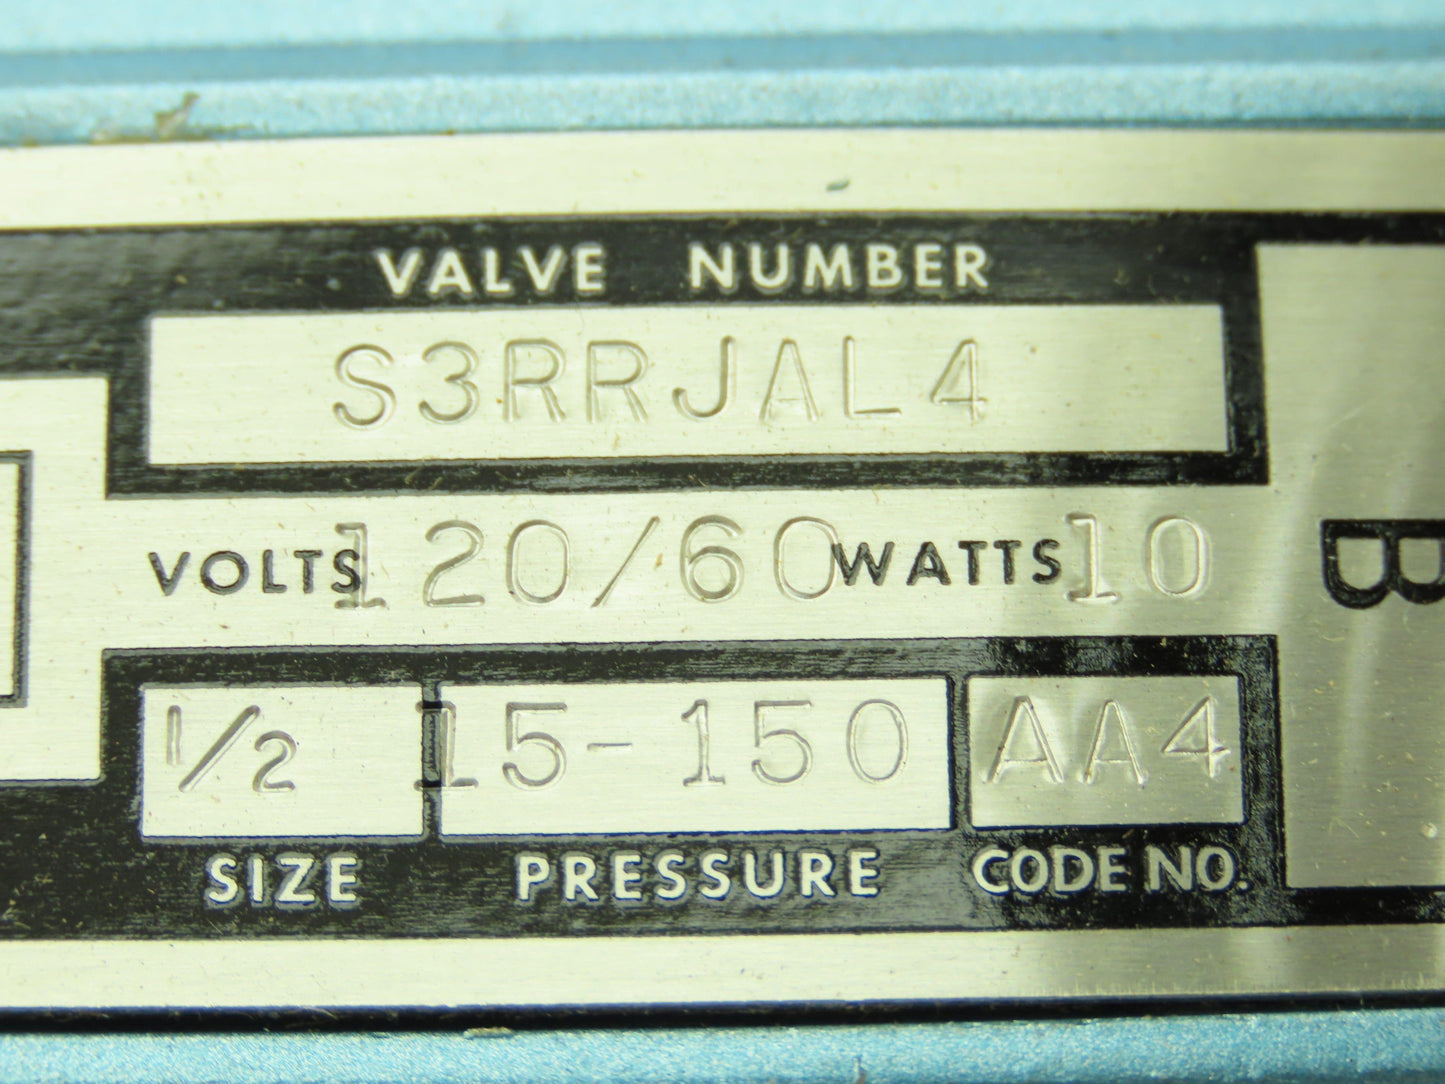 VALVE NUMBER
S3RRJAL4
VOLTS 120/60 WATTS 10
B
1/2 15-150 AA4
SIZE PRESSURE CODE NO.